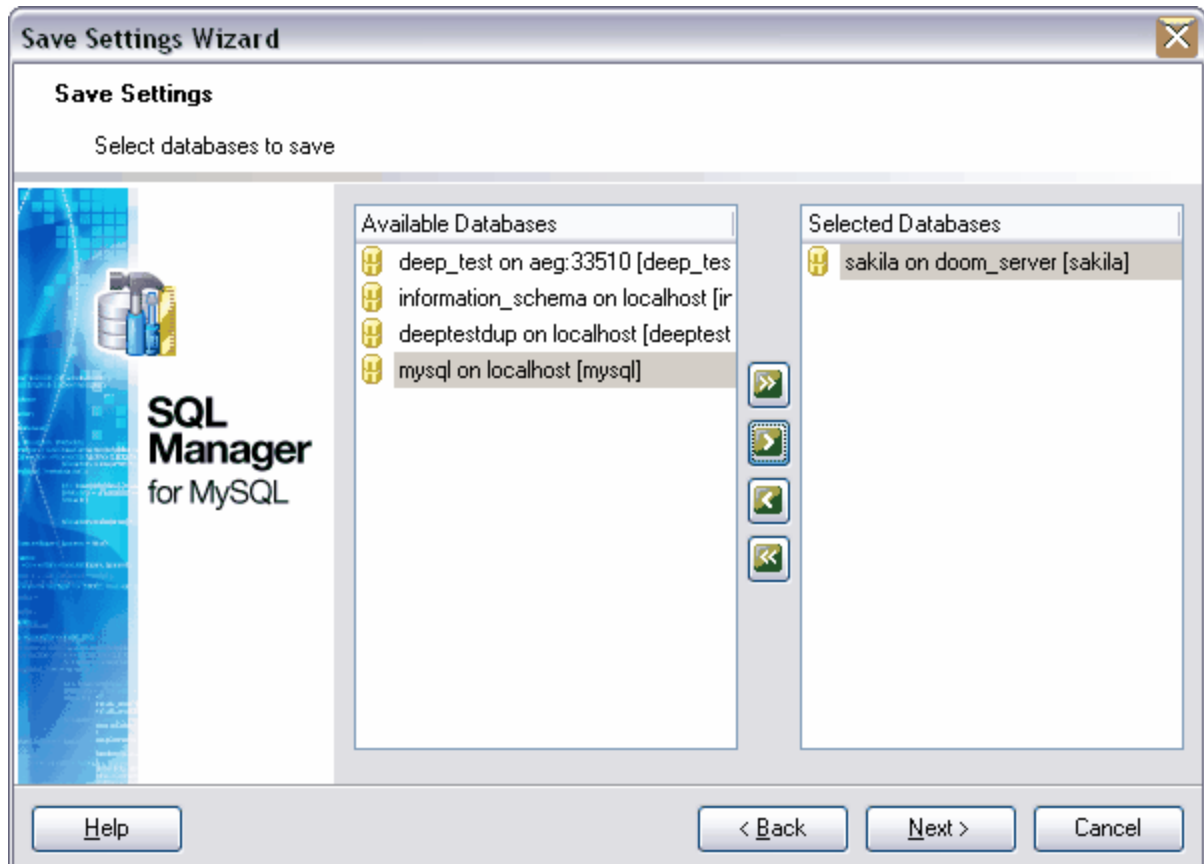 Save Settings Wizard
Save Settings
Select databases to save
SQL
Manager
for MySQL
Available Databases
deep_test on aeg:33510 [deep_tes
information_schema on localhost [ir
deeptestdup on localhost [deeptest
mysql on localhost [mysql]
>>
>
<
<<
Selected Databases
sakila on doom_server [sakila]
Help
< Back
Next >
Cancel